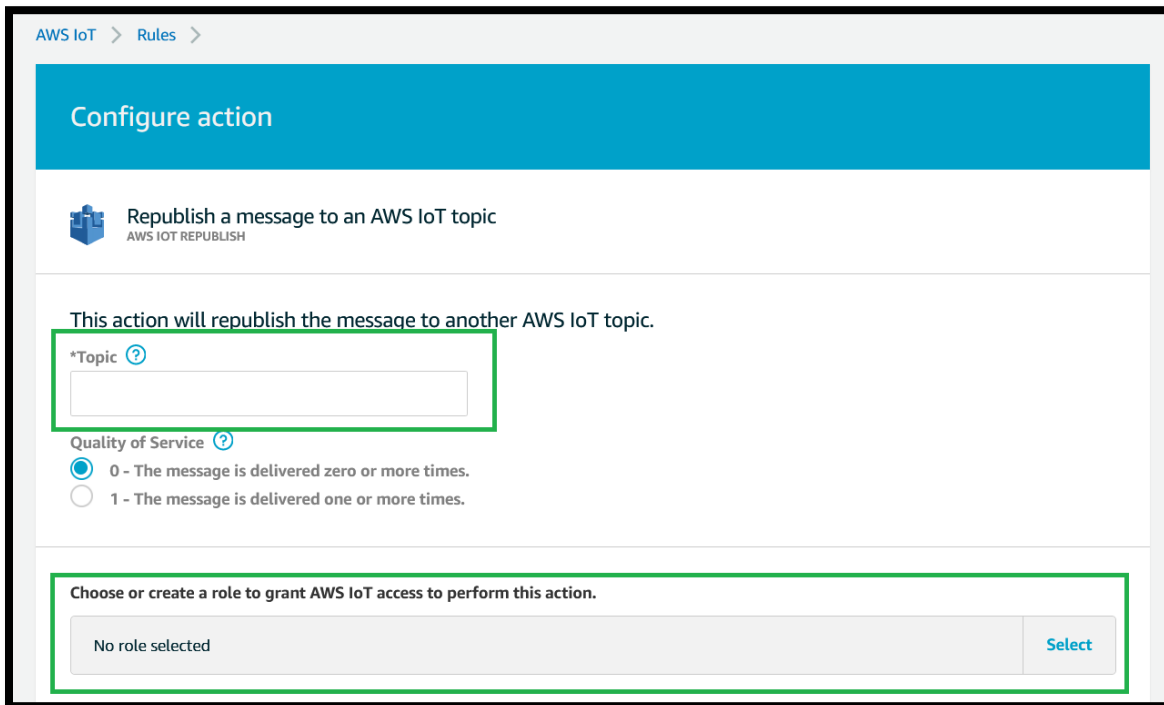 AWS IoT > Rules >
Configure action
Republish a message to an AWS IoT topic
AWS IOT REPUBLISH
This action will republish the message to another AWS IoT topic.
*Topic ?
Quality of Service ?
0 - The message is delivered zero or more times.
1 - The message is delivered one or more times.
Choose or create a role to grant AWS IoT access to perform this action.
No role selected Select